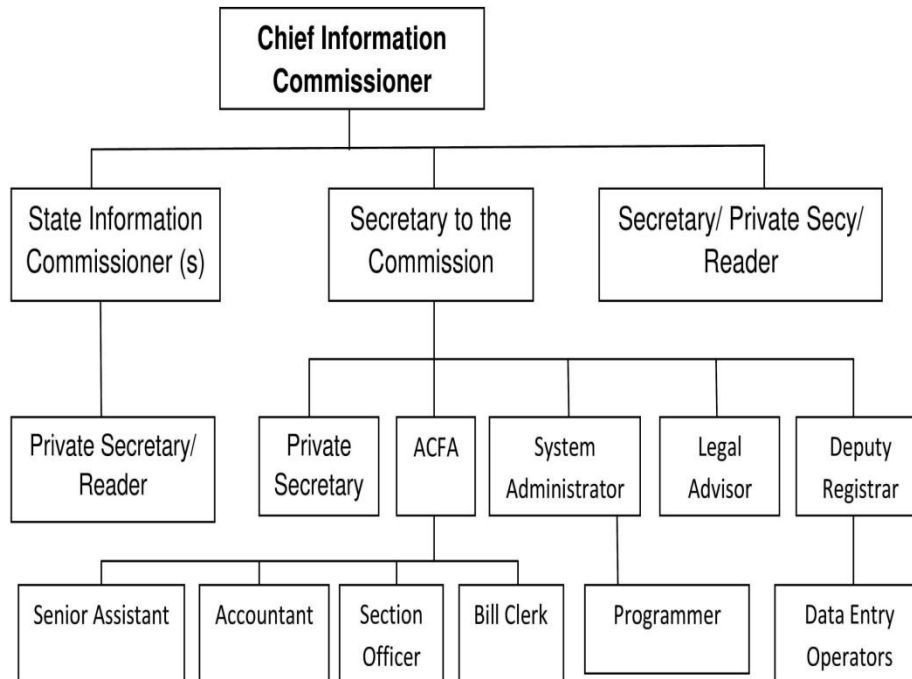 Chief Information
Commissioner
State Information
Commissioner (s)
Secretary to the
Commission
Secretary/ Private Secy/
Reader
Private Secretary/
Reader
Private
Secretary
ACFA
System
Administrator
Legal
Advisor
Deputy
Registrar
Senior Assistant
Accountant
Section
Officer
Bill Clerk
Programmer
Data Entry
Operators